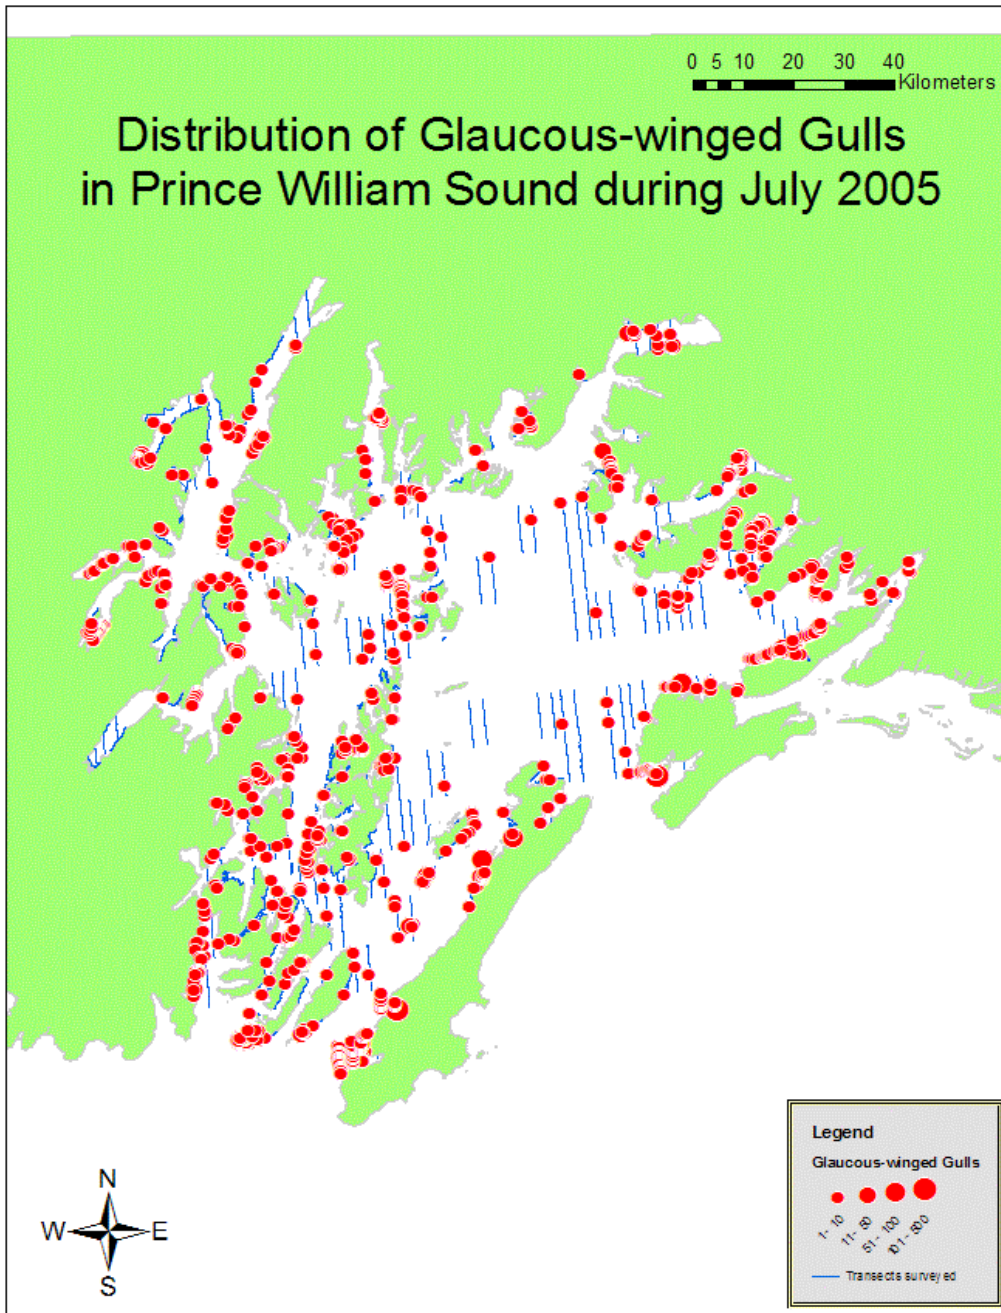 0 5 10 20 30 40
Kilometers
Distribution of Glaucous-winged Gulls
in Prince William Sound during July 2005
N
W E
S
Legend
Glaucous-winged Gulls
1 - 10
11 - 50
51 - 100
101 - 500
Transects surveyed